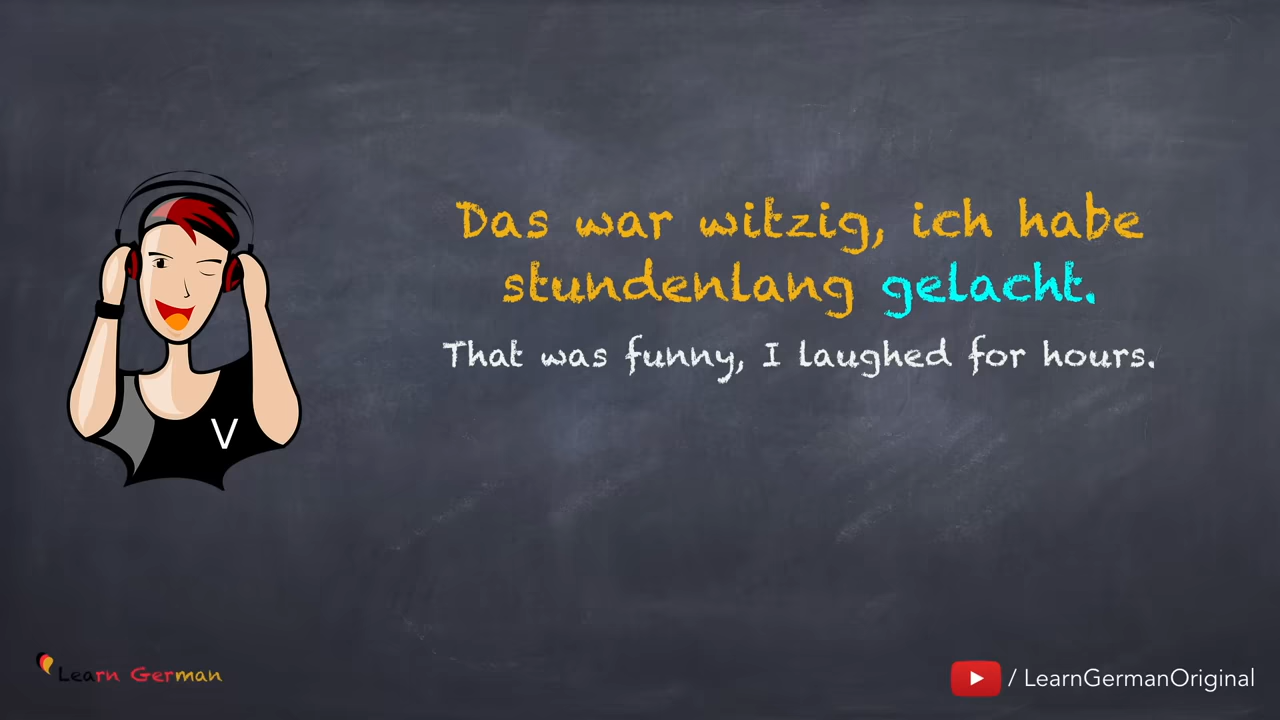 Das war witzig, ich habe
stundenlang gelacht.
That was funny, I laughed for hours.
V
Learn German
/ LearnGermanOriginal